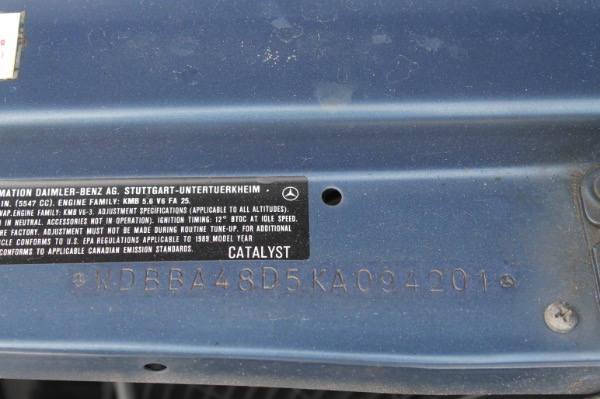 MATION DAIMLER-BENZ AG. STUTTGART-UNTERTUERKHEIM
IN. (5547 CC). ENGINE FAMILY: KMB 5.6 V6 FA 25.
VAP. ENGINE FAMILY: KMB V6-3. ADJUSTMENT SPECIFICATIONS (APPLICABLE TO ALL ALTITUDES).
IN NEUTRAL. ACCESSORIES NOT IN OPERATION). IGNITION TIMING: 12° BTDC AT IDLE SPEED.
HE FACTORY. ADJUSTMENT MUST NOT BE MADE DURING ROUTINE TUNE-UP. FOR ADDITIONAL
ICLE CONFORMS TO U.S. EPA REGULATIONS APPLICABLE TO 1989 MODEL YEAR
CONFORMS TO APPLICABLE CANADIAN EMISSION STANDARDS.
CATALYST
WDBBA48D5KA094201